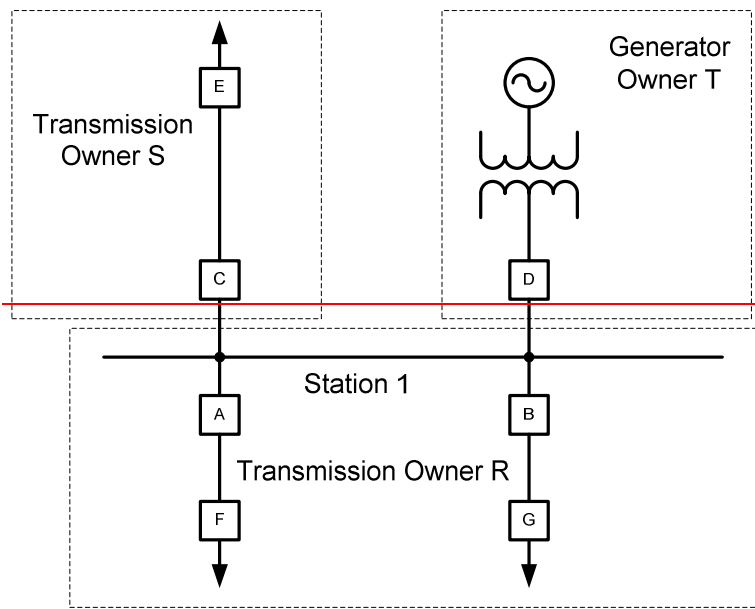 E
Transmission
Owner S
C
Generator
Owner T
D
Station 1
A
B
Transmission Owner R
F
G